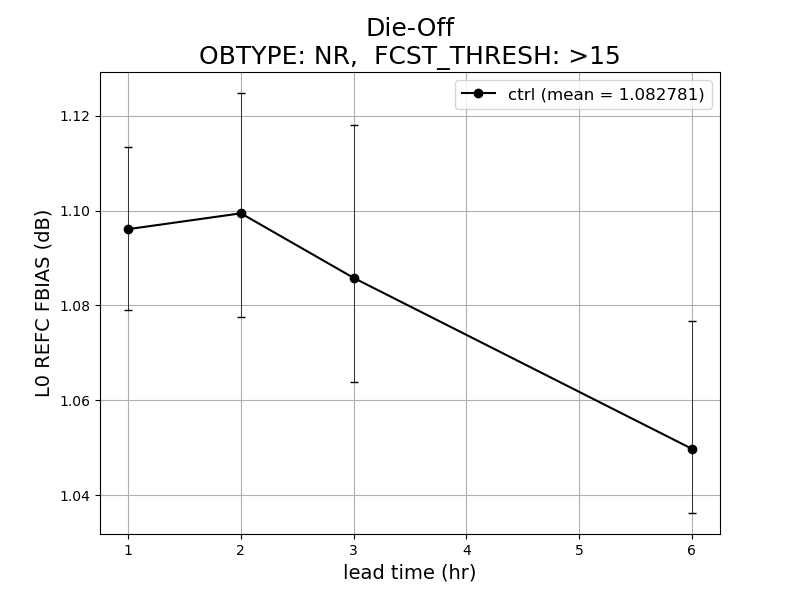 Die-Off
OBTYPE: NR,  FCST_THRESH: >15
ctrl (mean = 1.082781)
L0 REFC FBIAS (dB)
1.12
1.10
1.08
1.06
1.04
1 2 3 4 5 6
lead time (hr)